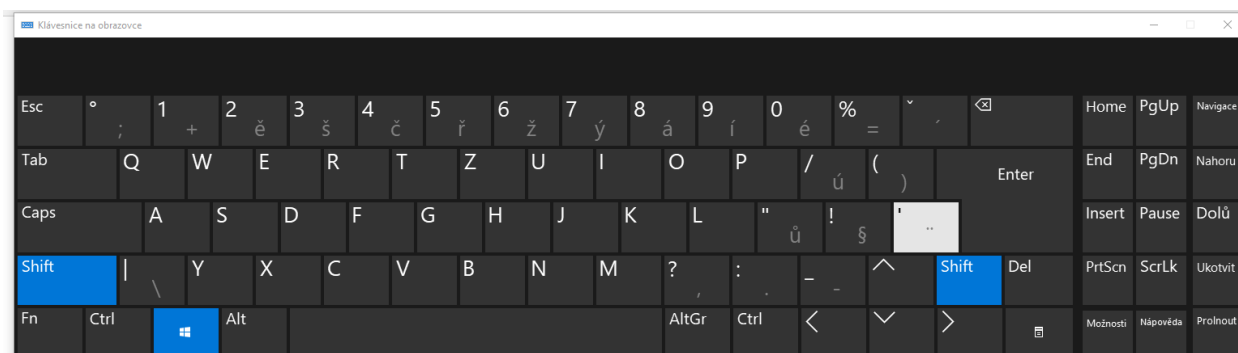 Klávesnice na obrazovce
Esc ° ; 1 + 2 ě 3 š 4 č 5 ř 6 ž 7 ý 8 á 9 í 0 é % = ˇ ´ Home PgUp Navigace
Tab Q W E R T Z U I O P / ú ( ) Enter End PgDn Nahoru
Caps A S D F G H J K L " ů ! § ' ¨ Insert Pause Dolů
Shift | \ Y X C V B N M ? , : . _ - Shift Del PrtScn ScrLk Ukotvit
Fn Ctrl Alt AltGr Ctrl Možnosti Nápověda Prolnout